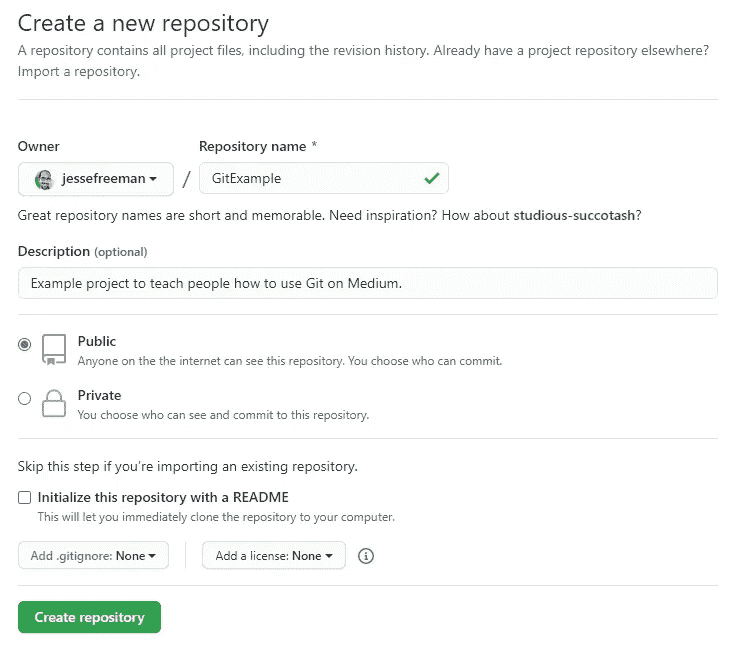 Create a new repository
A repository contains all project files, including the revision history. Already have a project repository elsewhere?
Import a repository.
Owner
Repository name *
jessefreeman
/
GitExample
Great repository names are short and memorable. Need inspiration? How about studious-succotash?
Description (optional)
Example project to teach people how to use Git on Medium.
Public
Anyone on the the internet can see this repository. You choose who can commit.
Private
You choose who can see and commit to this repository.
Skip this step if you're importing an existing repository.
Initialize this repository with a README
This will let you immediately clone the repository to your computer.
Add .gitignore: None
Add a license: None
Create repository